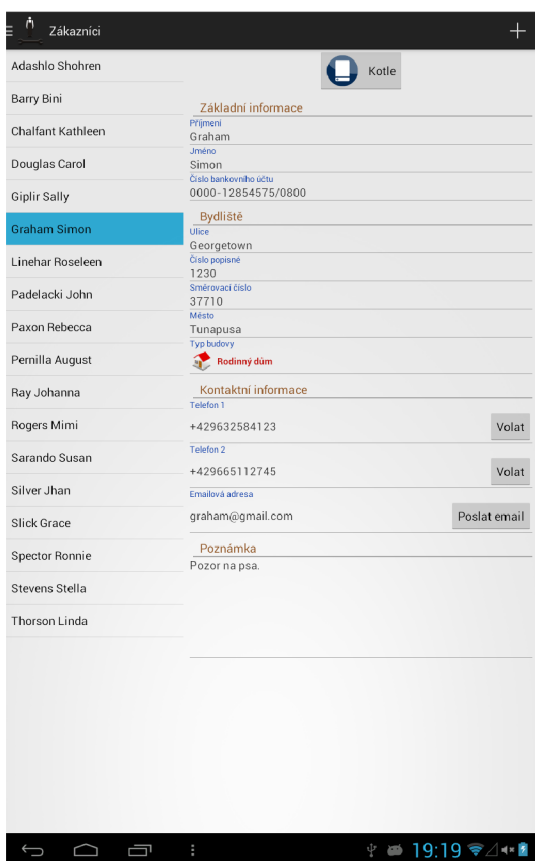 Zákazníci
Adashlo Shohren
Barry Bini
Chalfant Kathleen
Douglas Carol
Giplir Sally
Graham Simon
Linehar Roseleen
Padelacki John
Paxon Rebecca
Pernilla August
Ray Johanna
Rogers Mimi
Sarando Susan
Silver Jhan
Slick Grace
Spector Ronnie
Stevens Stella
Thorson Linda
Kotle
Základní informace
Příjmení
Graham
Jméno
Simon
Číslo bankovního účtu
0000-12854575/0800
Bydliště
Ulice
Georgetown
Číslo popisné
1230
Směrovací číslo
37710
Město
Tunapusa
Typ budovy
Rodinný dům
Kontaktní informace
Telefon 1
+429632584123
Volat
Telefon 2
+429665112745
Volat
Emailová adresa
graham@gmail.com
Poslat email
Poznámka
Pozor na psa.
19:19